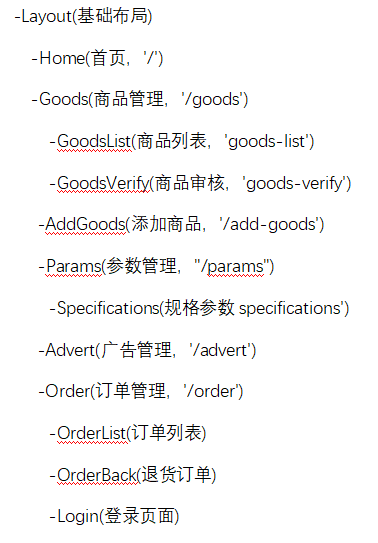 -Layout(基础布局)
-Home(首页，'/')
-Goods(商品管理，'/goods')
-GoodsList(商品列表，'goods-list')
-GoodsVerify(商品审核，'goods-verify')
-AddGoods(添加商品，'/add-goods')
-Params(参数管理，"/params")
-Specifications(规格参数 specifications')
-Advert(广告管理，'/advert')
-Order(订单管理，'/order')
-OrderList(订单列表)
-OrderBack(退货订单)
-Login(登录页面)